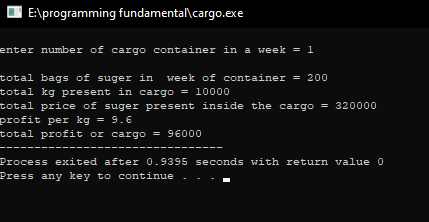 E:\programming fundamental\cargo.exe
enter number of cargo container in a week = 1
total bags of suger in  week of container = 200
total kg present in cargo = 10000
total price of suger present inside the cargo = 320000
profit per kg = 9.6
total profit or cargo = 96000
--------------------------------
Process exited after 0.9395 seconds with return value 0
Press any key to continue . . .